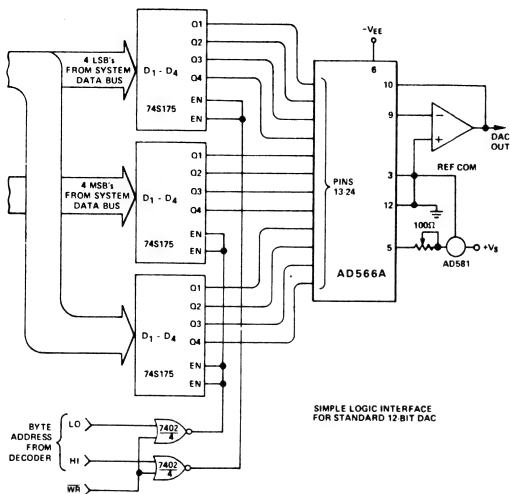 4 LSB's
FROM SYSTEM
DATA BUS
D1 - D4
74S175
Q1
Q2
Q3
Q4
EN
EN
4 MSB's
FROM SYSTEM
DATA BUS
D1 - D4
74S175
Q1
Q2
Q3
Q4
EN
EN
D1 - D4
74S175
Q1
Q2
Q3
Q4
EN
EN
PINS
13 24
AD566A
-VEE
6
10
9
3
12
5
-
+
DAC
OUT
REF COM
100Ω
AD581
+VS
BYTE
ADDRESS
FROM
DECODER
LO
HI
WR
7402
4
7402
4
SIMPLE LOGIC INTERFACE
FOR STANDARD 12-BIT DAC